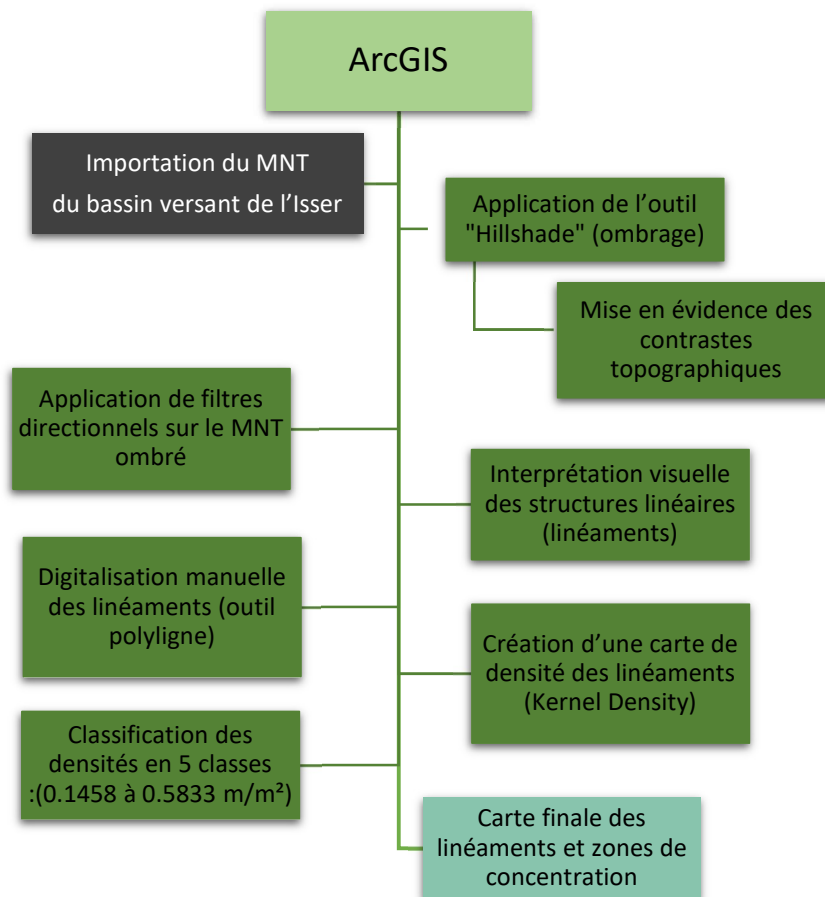 ArcGIS
Importation du MNT
du bassin versant de l’Isser
Application de l’outil
"Hillshade" (ombrage)
Mise en évidence des
contrastes
topographiques
Application de filtres
directionnels sur le MNT
ombré
Interprétation visuelle
des structures linéaires
(linéaments)
Digitalisation manuelle
des linéaments (outil
polyligne)
Création d’une carte de
densité des linéaments
(Kernel Density)
Classification des
densités en 5 classes
:(0.1458 à 0.5833 m/m²)
Carte finale des
linéaments et zones de
concentration